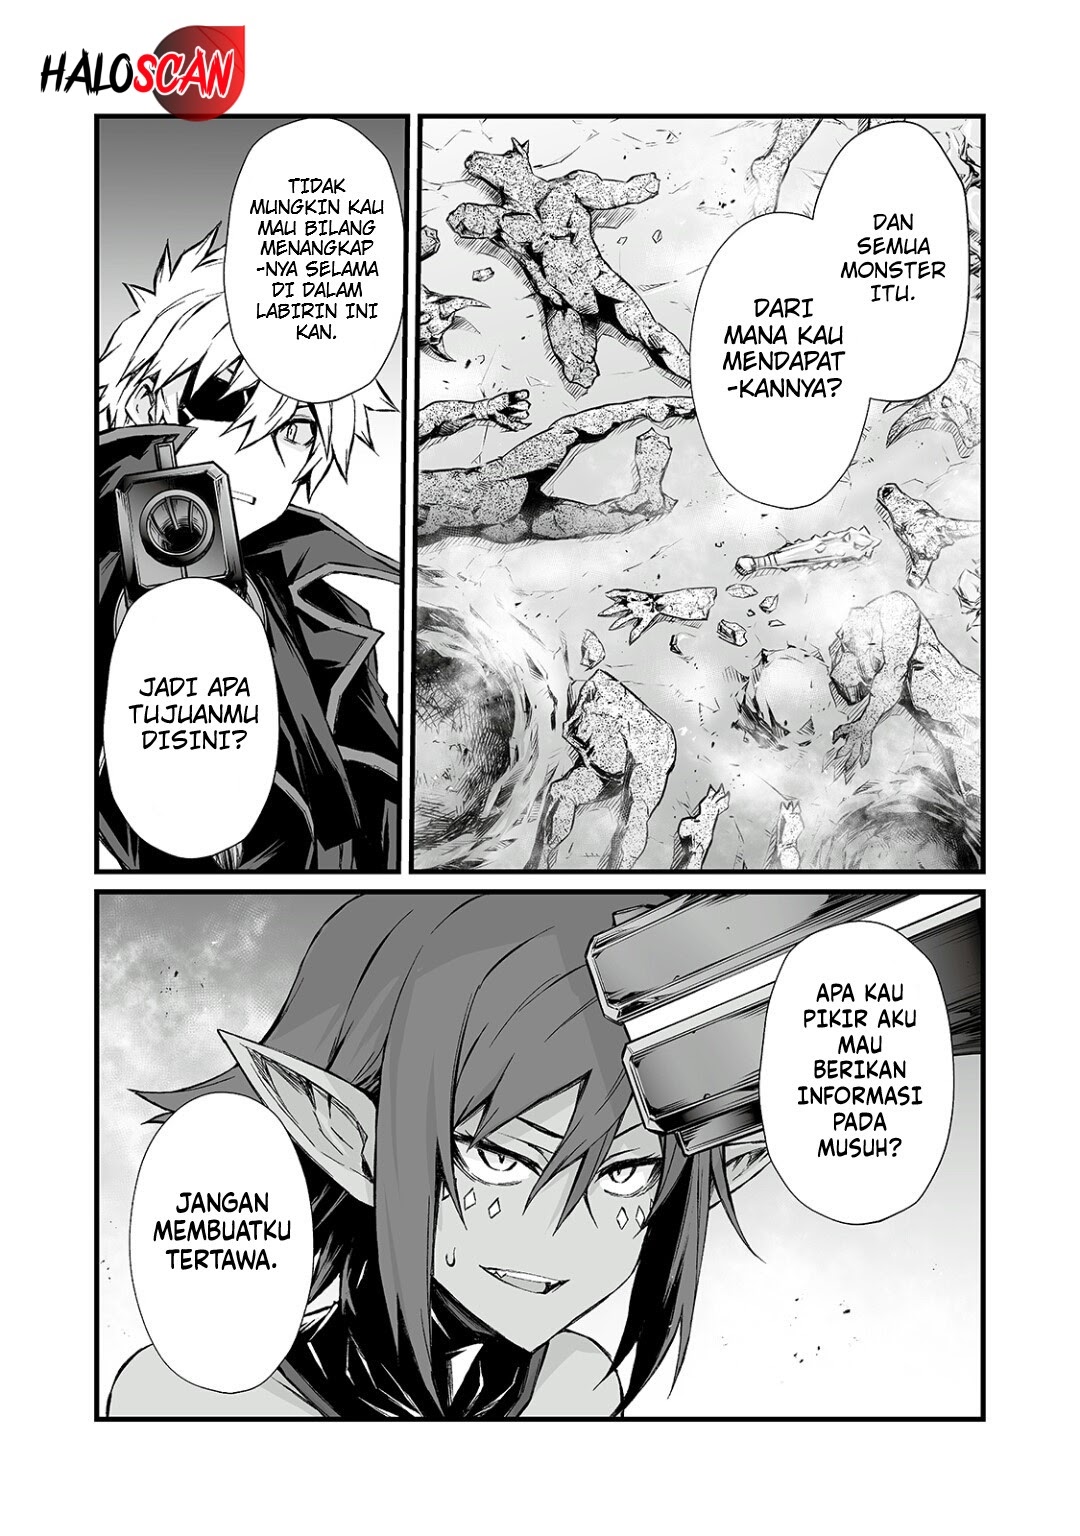 HALOSCAN
DAN
SEMUA
MONSTER
ITU.
DARI
MANA KAU
MENDAPAT
-KANNYA?
TIDAK
MUNGKIN KAU
MAU BILANG
MENANGKAP
-NYA SELAMA
DI DALAM
LABIRIN INI
KAN.
JADI APA
TUJUANMU
DISINI?
APA KAU
PIKIR AKU
MAU
BERIKAN
INFORMASI
PADA
MUSUH?
JANGAN
MEMBUATKU
TERTAWA.